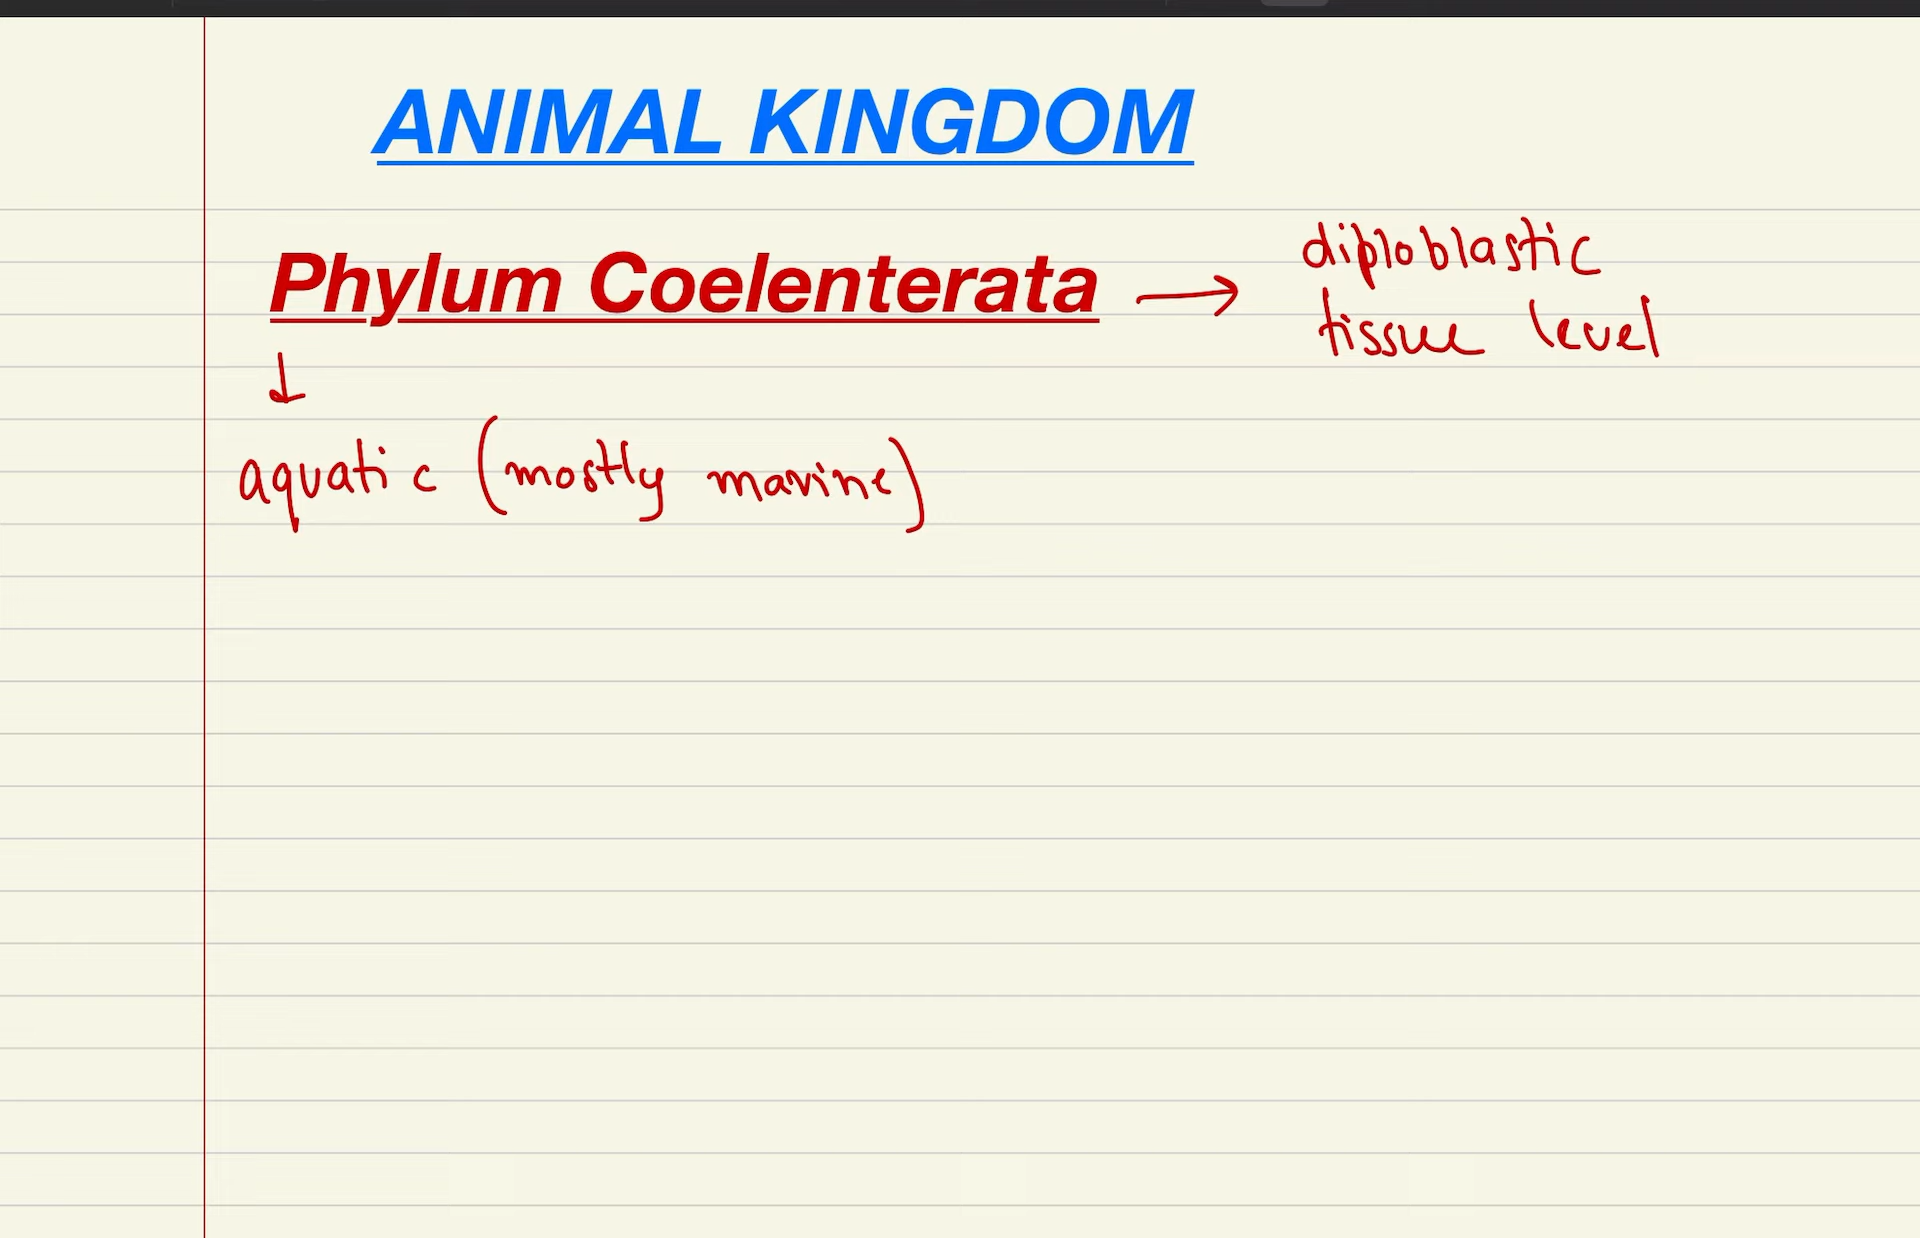 ANIMAL KINGDOM
Phylum Coelenterata → diploblastic
tissue level
↓
aquatic (mostly marine)